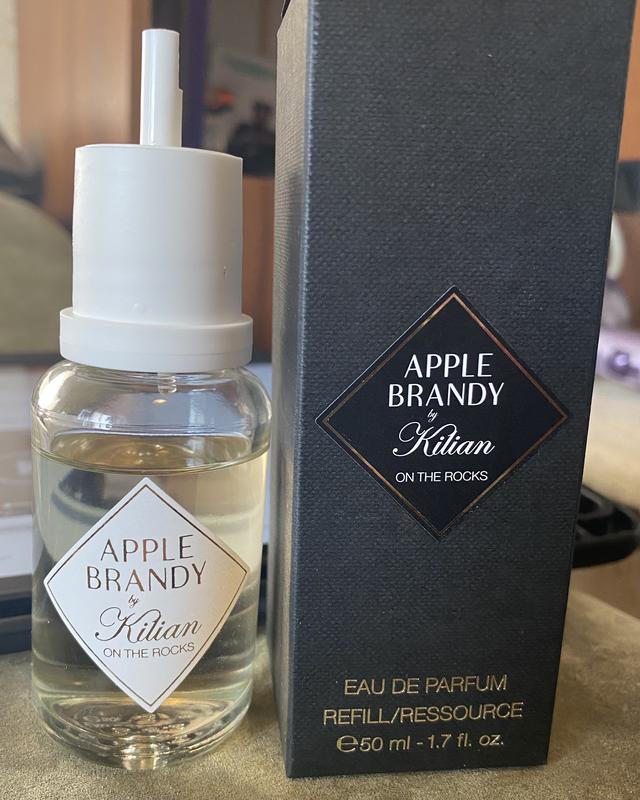 APPLE
BRANDY
by
Kilian
ON THE ROCKS
APPLE
BRANDY
by
Kilian
ON THE ROCKS
EAU DE PARFUM
REFILL/RESSOURCE
℮50 ml - 1.7 fl. oz.